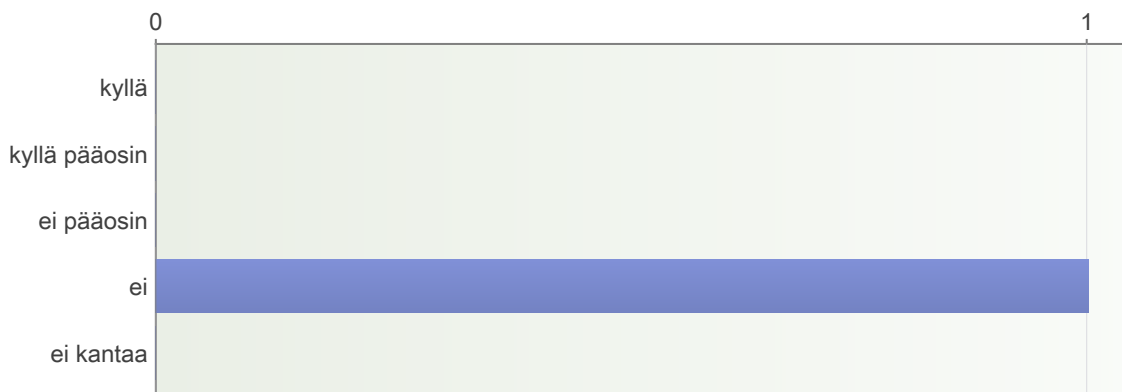 0 1
kyllä
kyllä pääosin
ei pääosin
ei
ei kantaa